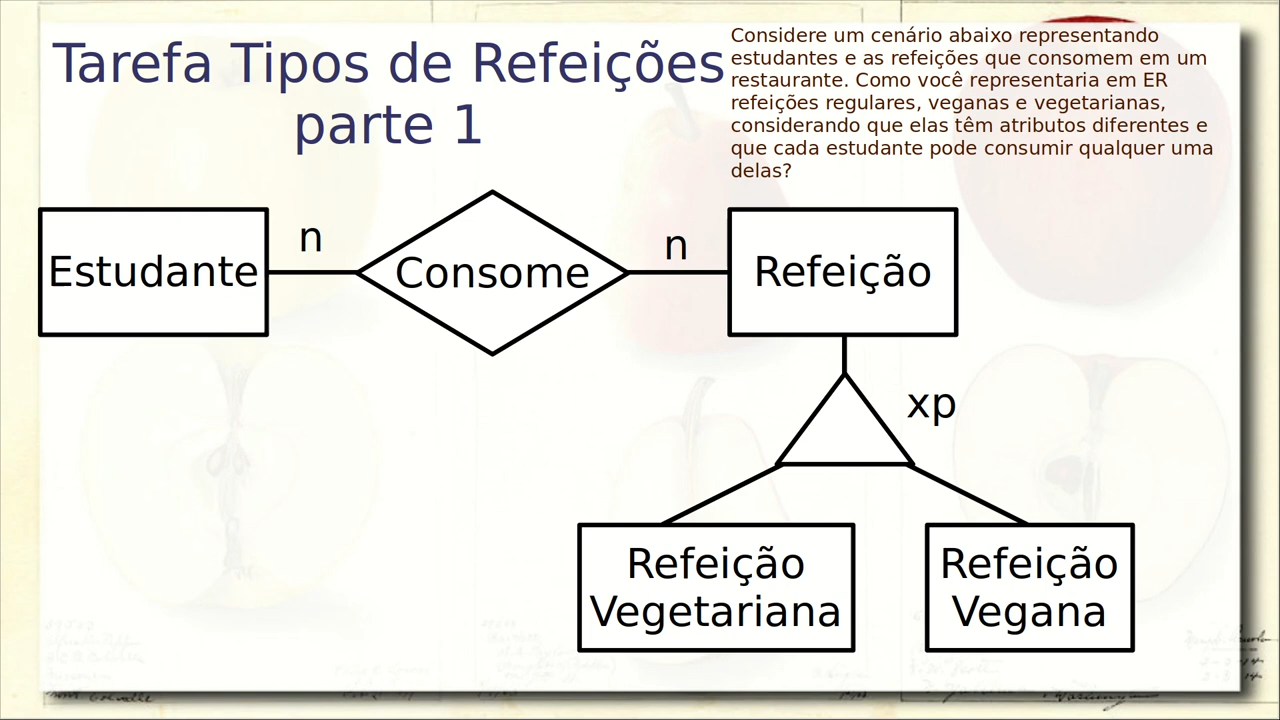 Tarefa Tipos de Refeições
parte 1
Considere um cenário abaixo representando
estudantes e as refeições que consomem em um
restaurante. Como você representaria em ER
refeições regulares, veganas e vegetarianas,
considerando que elas têm atributos diferentes e
que cada estudante pode consumir qualquer uma
delas?
Estudante
n
Consome
n
Refeição
xp
Refeição
Vegetariana
Refeição
Vegana